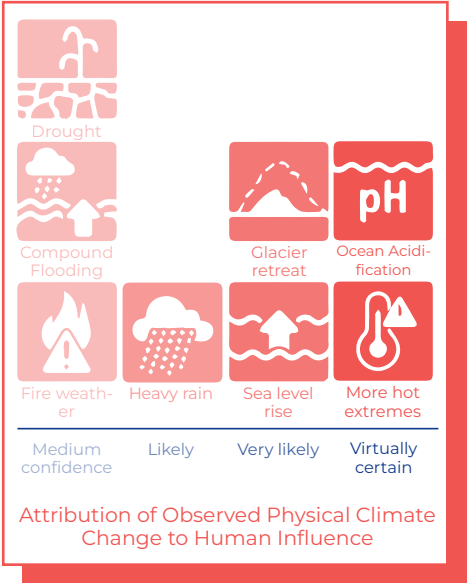 Drought
pH
Compound
Flooding
Glacier
retreat
Ocean Acidi-
fication
Fire weath-
er
Heavy rain
Sea level
rise
More hot
extremes
Medium
confidence
Likely
Very likely
Virtually
certain
Attribution of Observed Physical Climate
Change to Human Influence